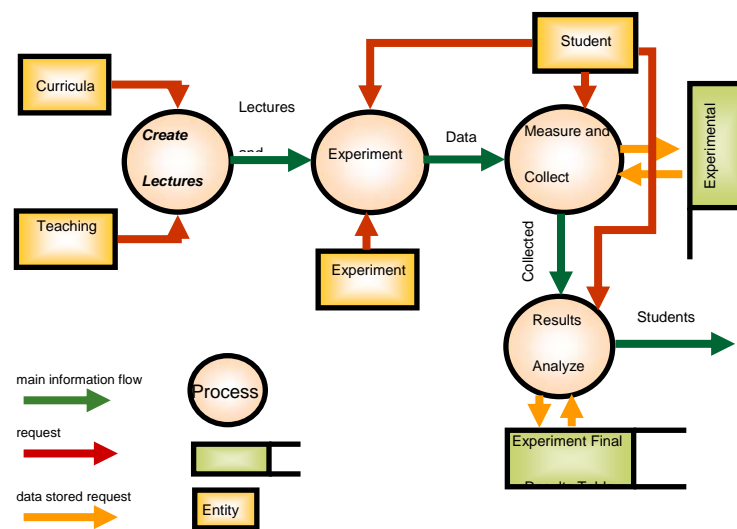 Student
Curricula
Lectures
and
Create
Lectures
Experiment
Data
Measure and
Collect
Experimental
Teaching
Experiment
Collected
Results
Analyze
Students
main information flow
Process
request
Experiment Final
data stored request
Entity